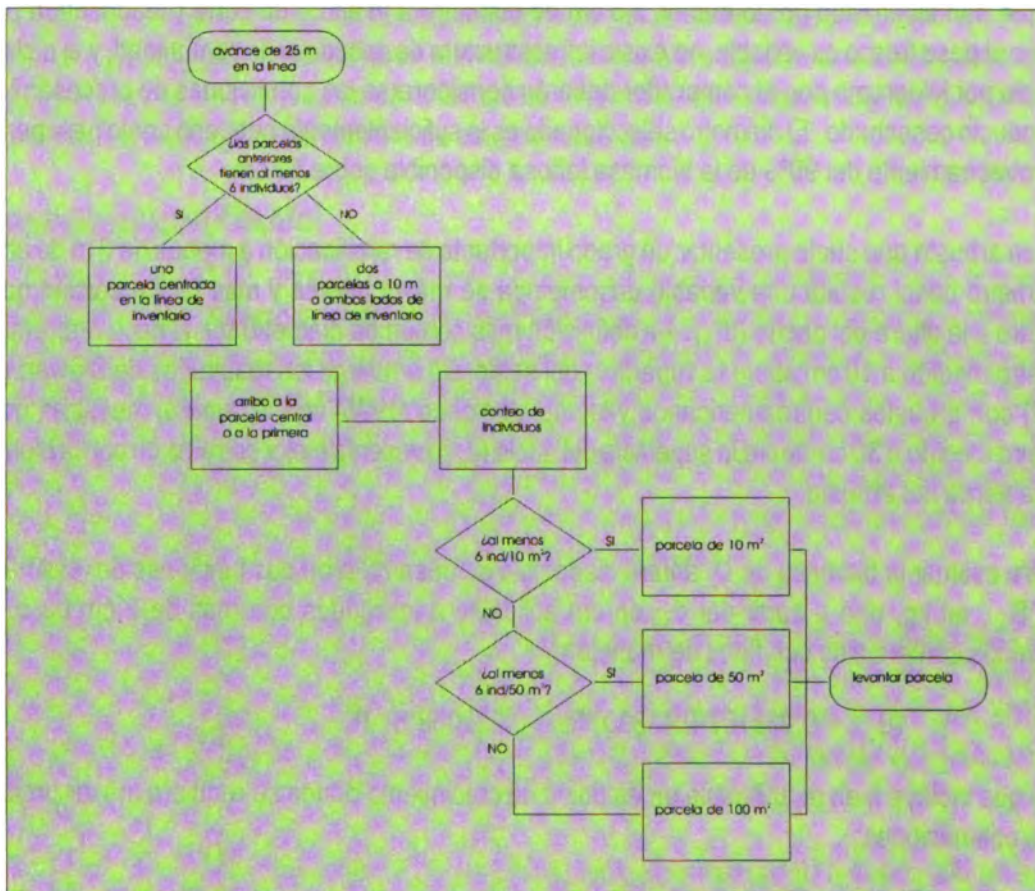 avance de 25 m
en la línea
¿las parcelas
anteriores
tienen al menos
6 individuos?
SI
NO
una
parcela centrada
en la línea de
inventario
dos
parcelas a 10 m
a ambos lados de
línea de inventario
arribo a la
parcela central
o a la primera
conteo de
individuos
¿al menos
6 ind/10 m²?
SI
parcela de 10 m²
NO
¿al menos
6 ind/50 m²?
SI
parcela de 50 m²
levantar parcela
NO
parcela de 100 m²